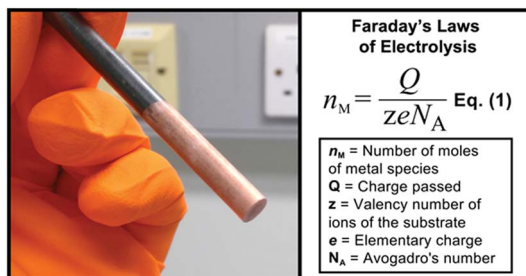 Faraday's Laws
of Electrolysis
n_M = Q / zeN_A Eq. (1)
n_M = Number of moles
of metal species
Q = Charge passed
z = Valency number of
ions of the substrate
e = Elementary charge
N_A = Avogadro's number